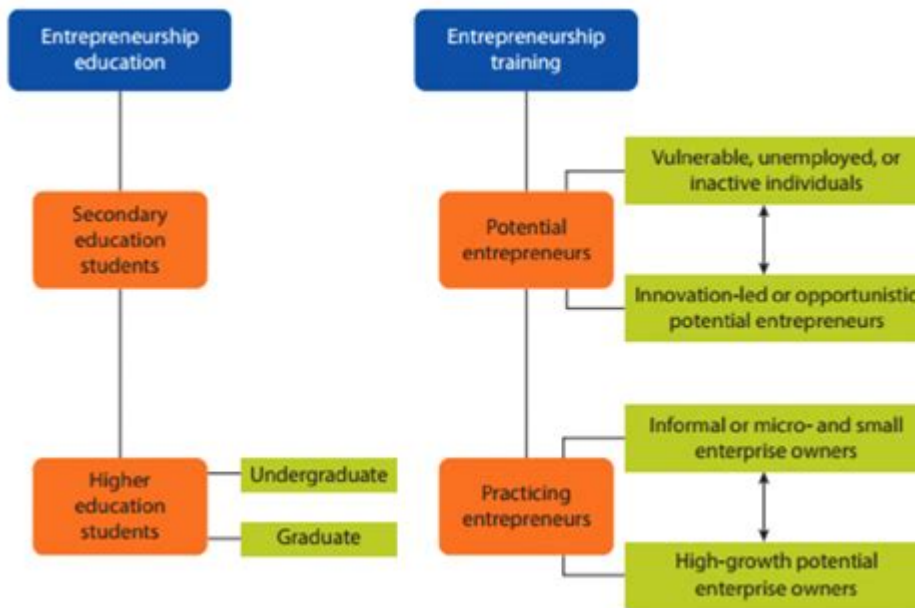 Entrepreneurship
education
Secondary
education
students
Higher
education
students
Undergraduate
Graduate
Entrepreneurship
training
Potential
entrepreneurs
Vulnerable, unemployed, or
inactive individuals
Innovation-led or opportunistic
potential entrepreneurs
Practicing
entrepreneurs
Informal or micro- and small
enterprise owners
High-growth potential
enterprise owners